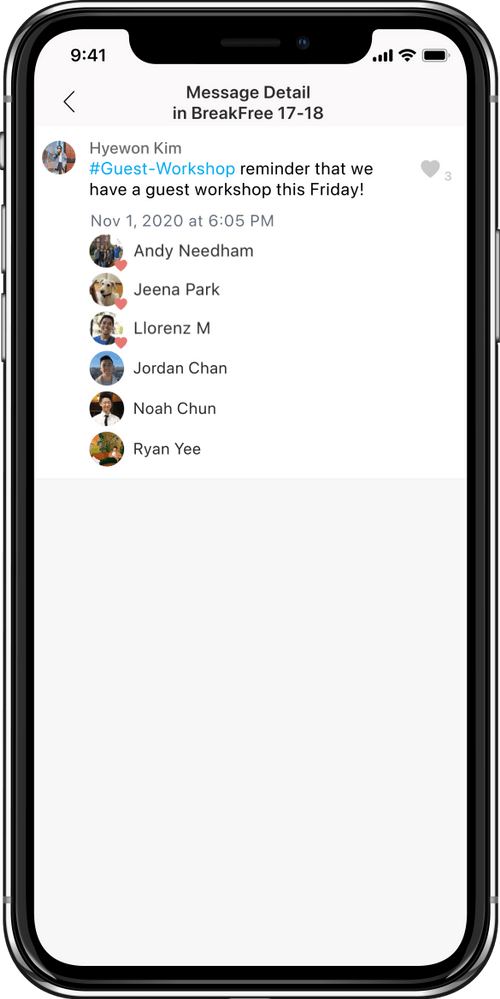 9:41
Message Detail
in BreakFree 17-18
Hyewon Kim
#Guest-Workshop reminder that we
have a guest workshop this Friday!
3
Nov 1, 2020 at 6:05 PM
Andy Needham
Jeena Park
Llorenz M
Jordan Chan
Noah Chun
Ryan Yee